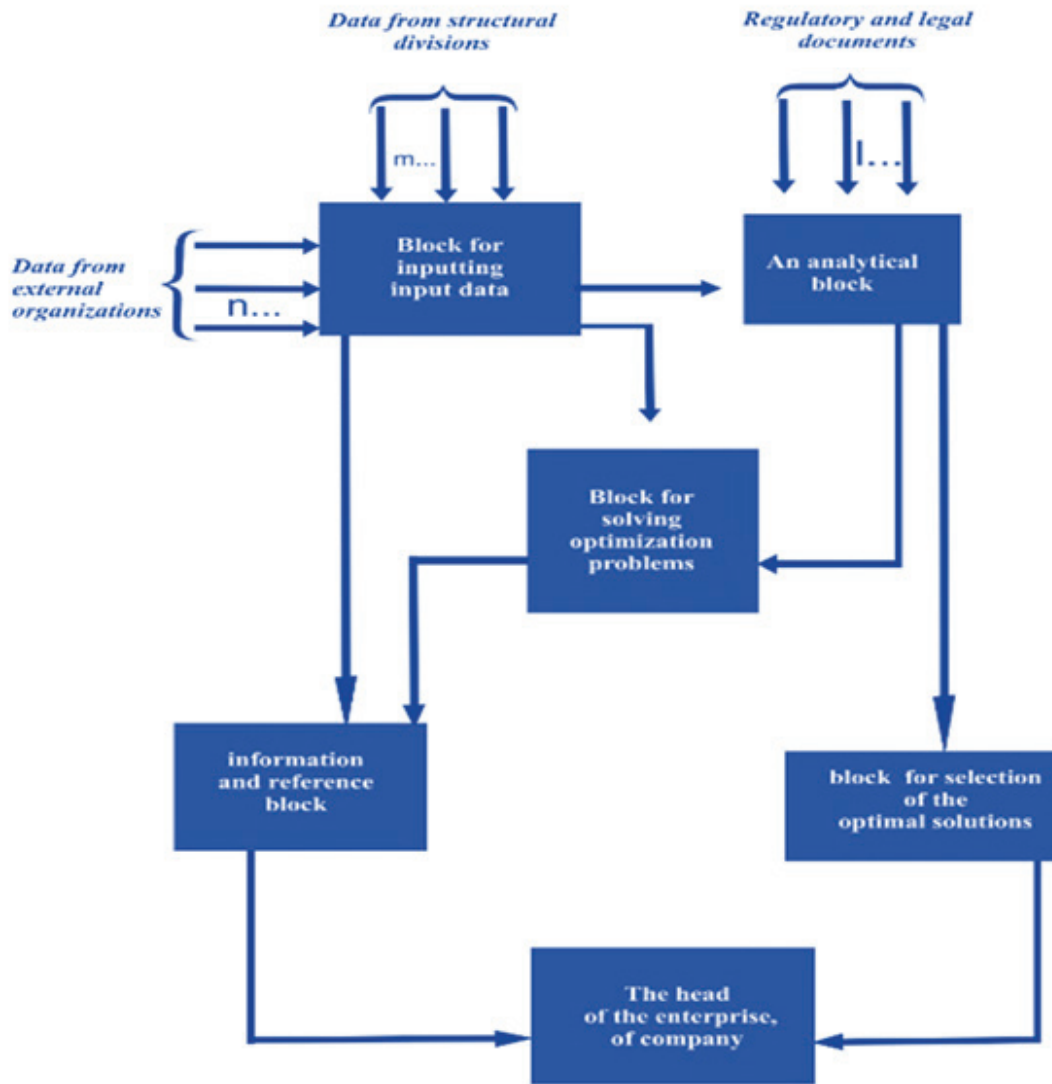 Data from structural
divisions
Regulatory and legal
documents
m...
l...
Data from
external
organizations
n...
Block for
inputting
input data
An analytical
block
Block for
solving
optimization
problems
information
and reference
block
block for selection
of the
optimal solutions
The head
of the enterprise,
of company